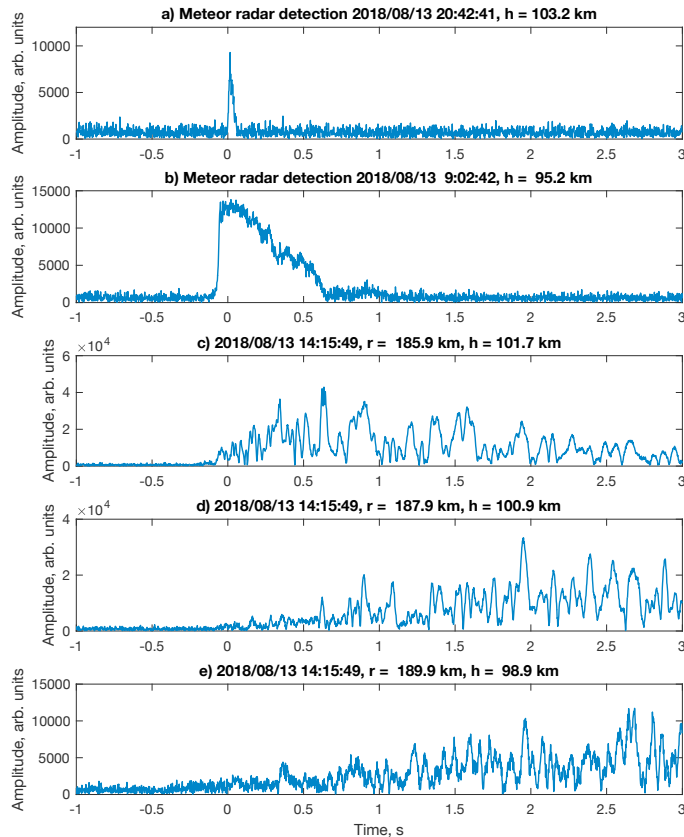 a) Meteor radar detection 2018/08/13 20:42:41, h = 103.2 km
Amplitude, arb. units
10000
5000
0
-1 -0.5 0 0.5 1 1.5 2 2.5 3
b) Meteor radar detection 2018/08/13  9:02:42, h =  95.2 km
Amplitude, arb. units
15000
10000
5000
0
-1 -0.5 0 0.5 1 1.5 2 2.5 3
c) 2018/08/13 14:15:49, r =  185.9 km, h = 101.7 km
×10^4
Amplitude, arb. units
6
4
2
0
-1 -0.5 0 0.5 1 1.5 2 2.5 3
d) 2018/08/13 14:15:49, r =  187.9 km, h = 100.9 km
×10^4
Amplitude, arb. units
4
2
0
-1 -0.5 0 0.5 1 1.5 2 2.5 3
e) 2018/08/13 14:15:49, r =  189.9 km, h =  98.9 km
Amplitude, arb. units
15000
10000
5000
0
-1 -0.5 0 0.5 1 1.5 2 2.5 3
Time, s